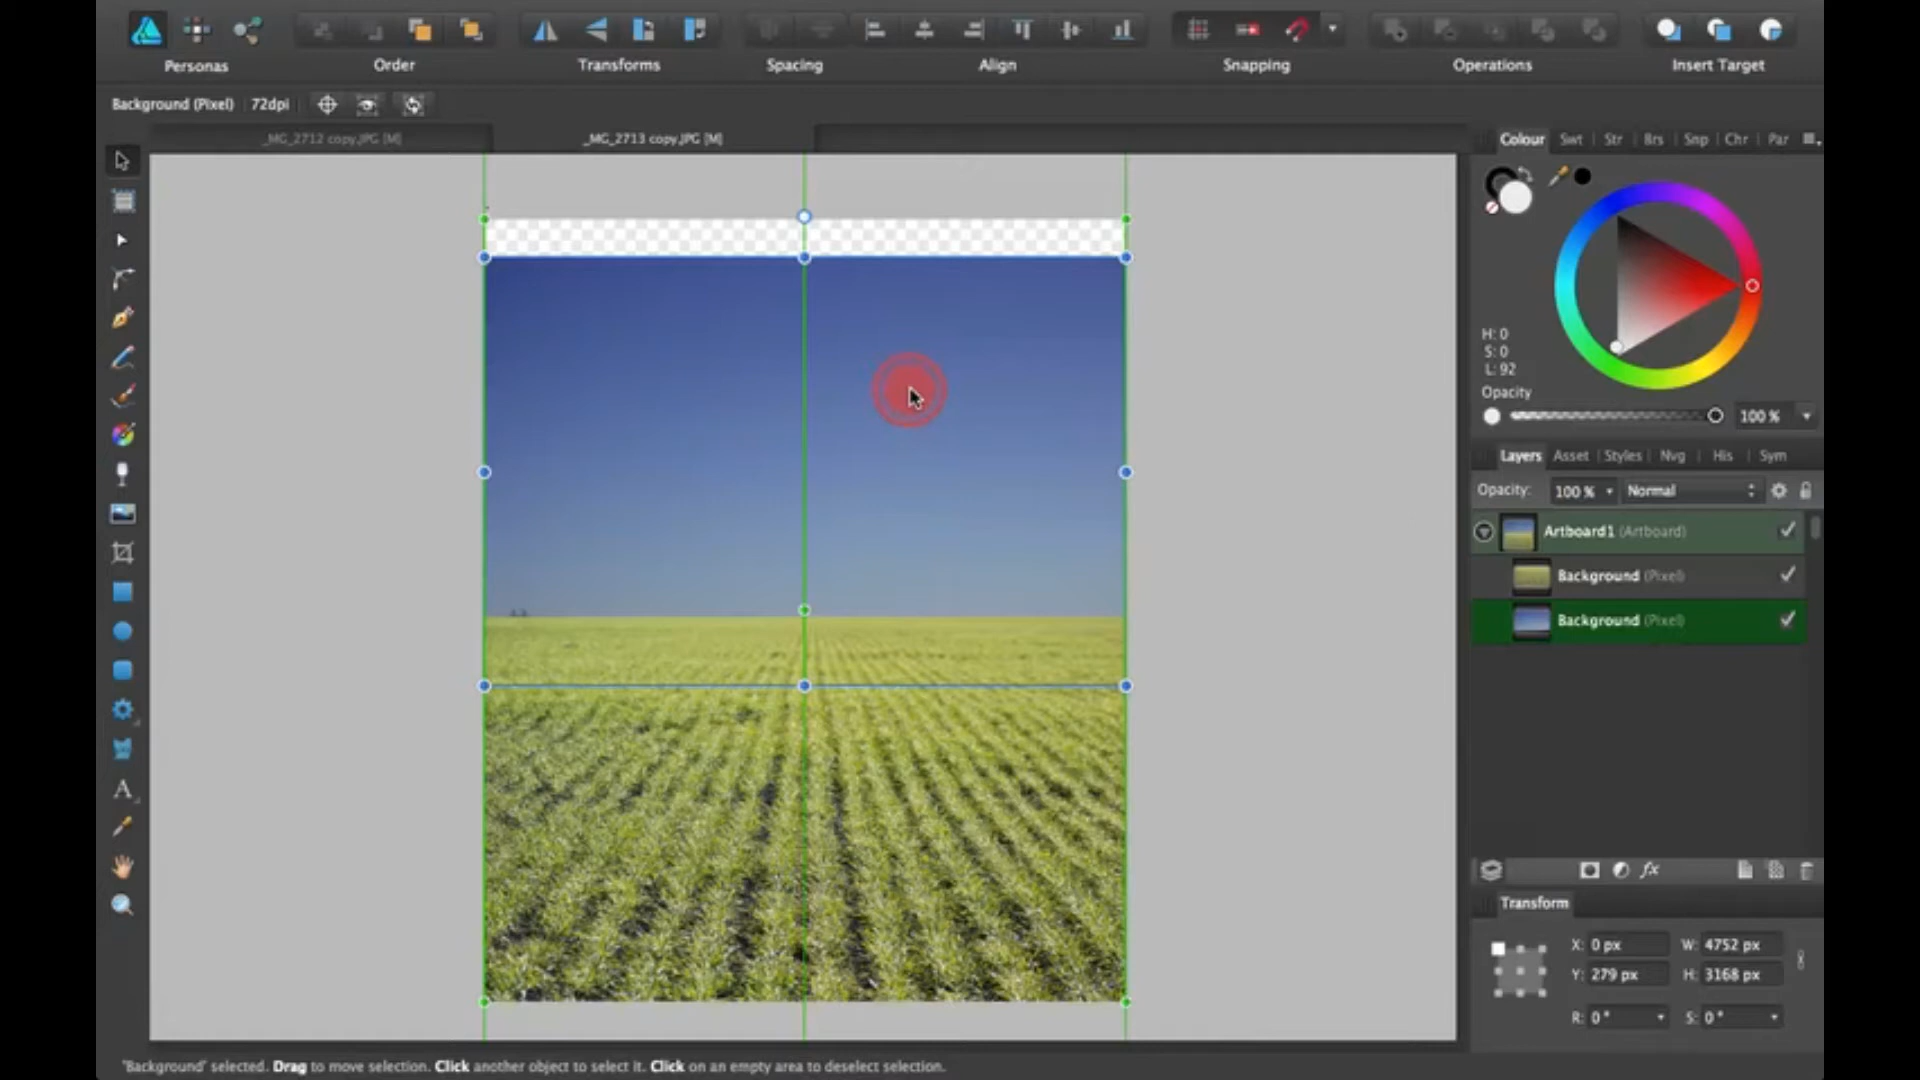 Personas
Order
Transforms
Spacing
Align
Snapping
Operations
Insert Target
Background (Pixel) 72dpi
_MG_2712 copy.JPG [M]
_MG_2713 copy.JPG [M]
Colour Swt Str Brs Snp Chr Par
H: 0
S: 0
L: 92
Opacity
100 %
Layers Asset Styles Nvg His Sym
Opacity: 100 % Normal
Artboard1 (Artboard)
Background (Pixel)
Background (Pixel)
fx
Transform
X: 0 px W: 4752 px
Y: 279 px H: 3168 px
R: 0 ° S: 0 °
A
"Background" selected. Drag to move selection. Click another object to select it. Click on an empty area to deselect selection.